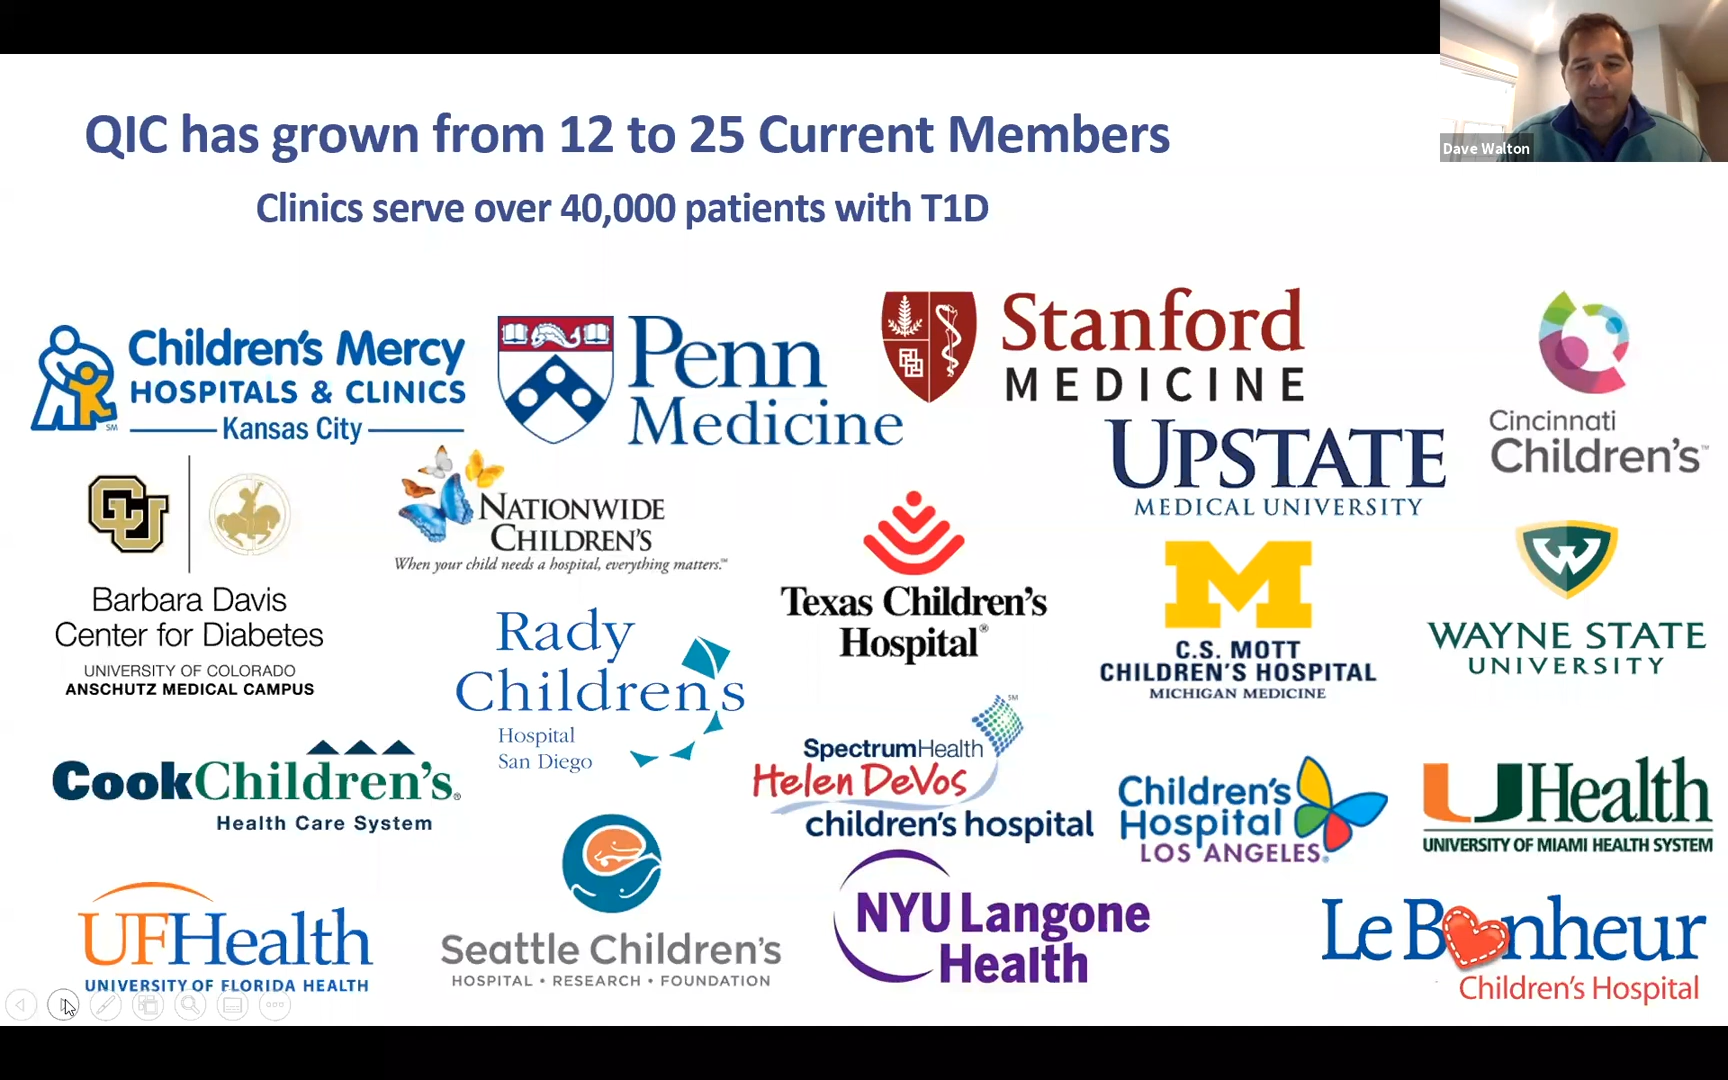 QIC has grown from 12 to 25 Current Members
Clinics serve over 40,000 patients with T1D
Dave Walton
Children's Mercy
HOSPITALS & CLINICS
Kansas City
SM
Penn
Medicine
Stanford
MEDICINE
UPSTATE
MEDICAL UNIVERSITY
Cincinnati
Children's™
CU
Barbara Davis
Center for Diabetes
UNIVERSITY OF COLORADO
ANSCHUTZ MEDICAL CAMPUS
NATIONWIDE
CHILDREN'S
When your child needs a hospital, everything matters.℠
Texas Children's
Hospital®
M
C.S. MOTT
CHILDREN'S HOSPITAL
MICHIGAN MEDICINE
W
WAYNE STATE
UNIVERSITY
Rady
Children's
Hospital
San Diego
CookChildren's®
Health Care System
SM
SpectrumHealth
Helen DeVos
children's hospital
Children's
Hospital
LOS ANGELES®
UHealth
UNIVERSITY OF MIAMI HEALTH SYSTEM
UFHealth
UNIVERSITY OF FLORIDA HEALTH
Seattle Children's
HOSPITAL • RESEARCH • FOUNDATION
NYU Langone
Health
Le Bonheur
Children's Hospital